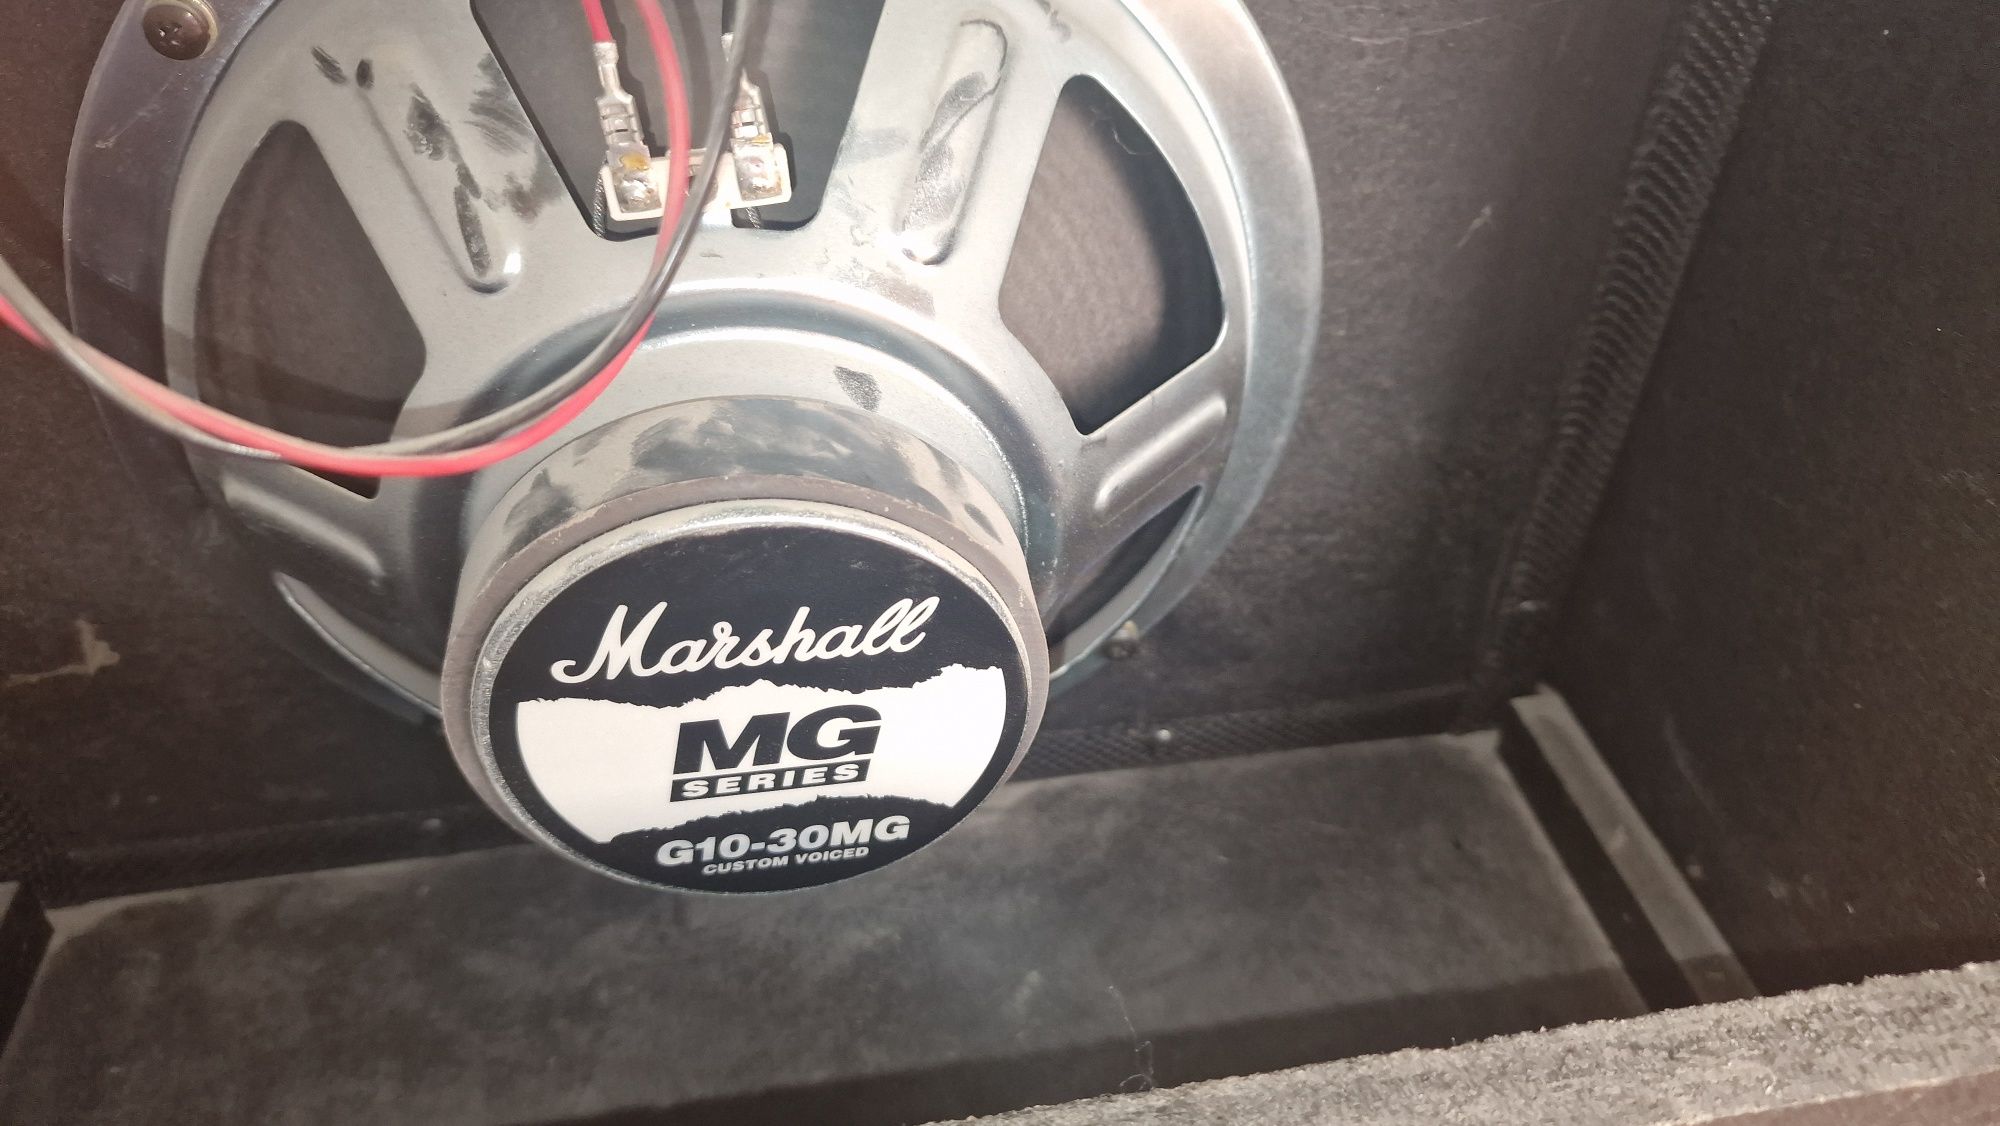 Marshall
MG
SERIES
G10-30MG
CUSTOM VOICED